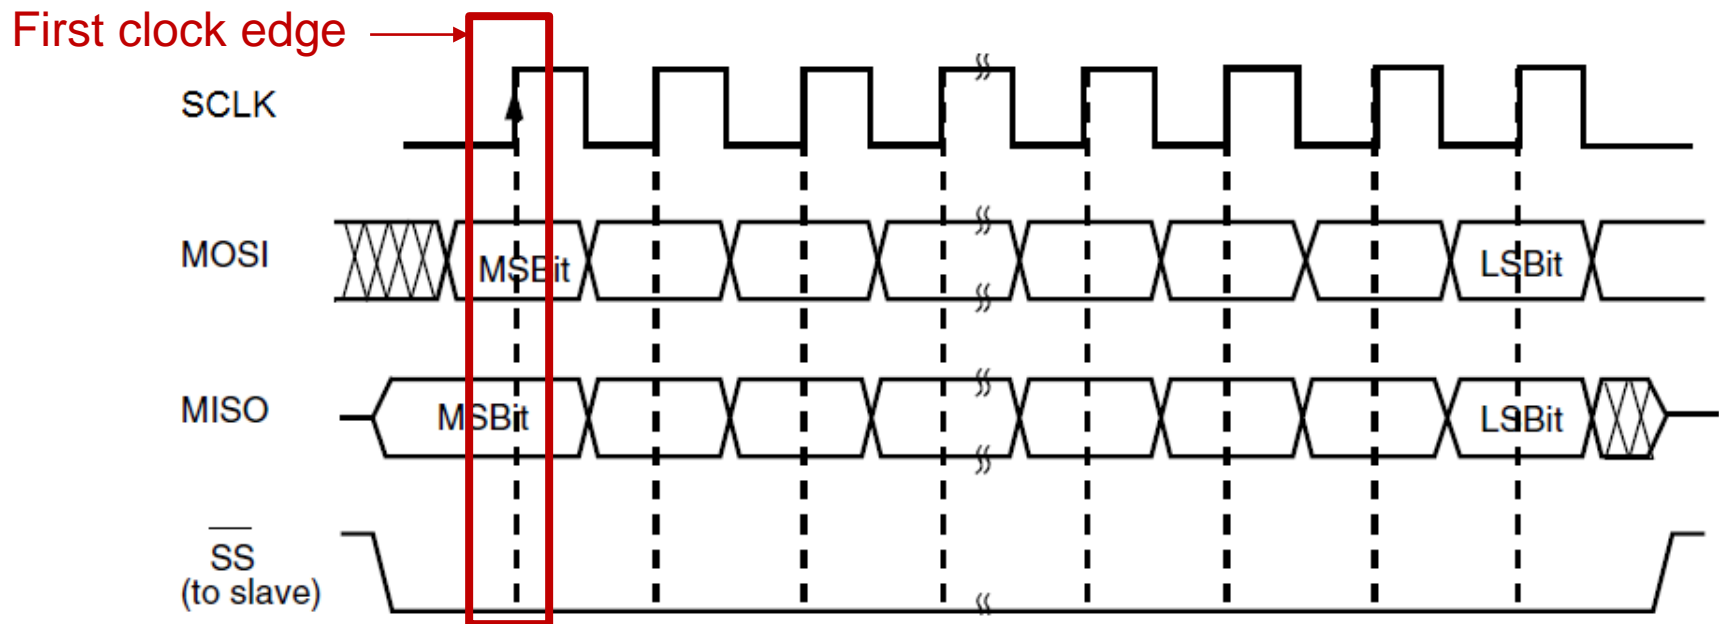 First clock edge
SCLK
MOSI
MSBit
LSBit
MISO
MSBit
LSBit
SS
(to slave)